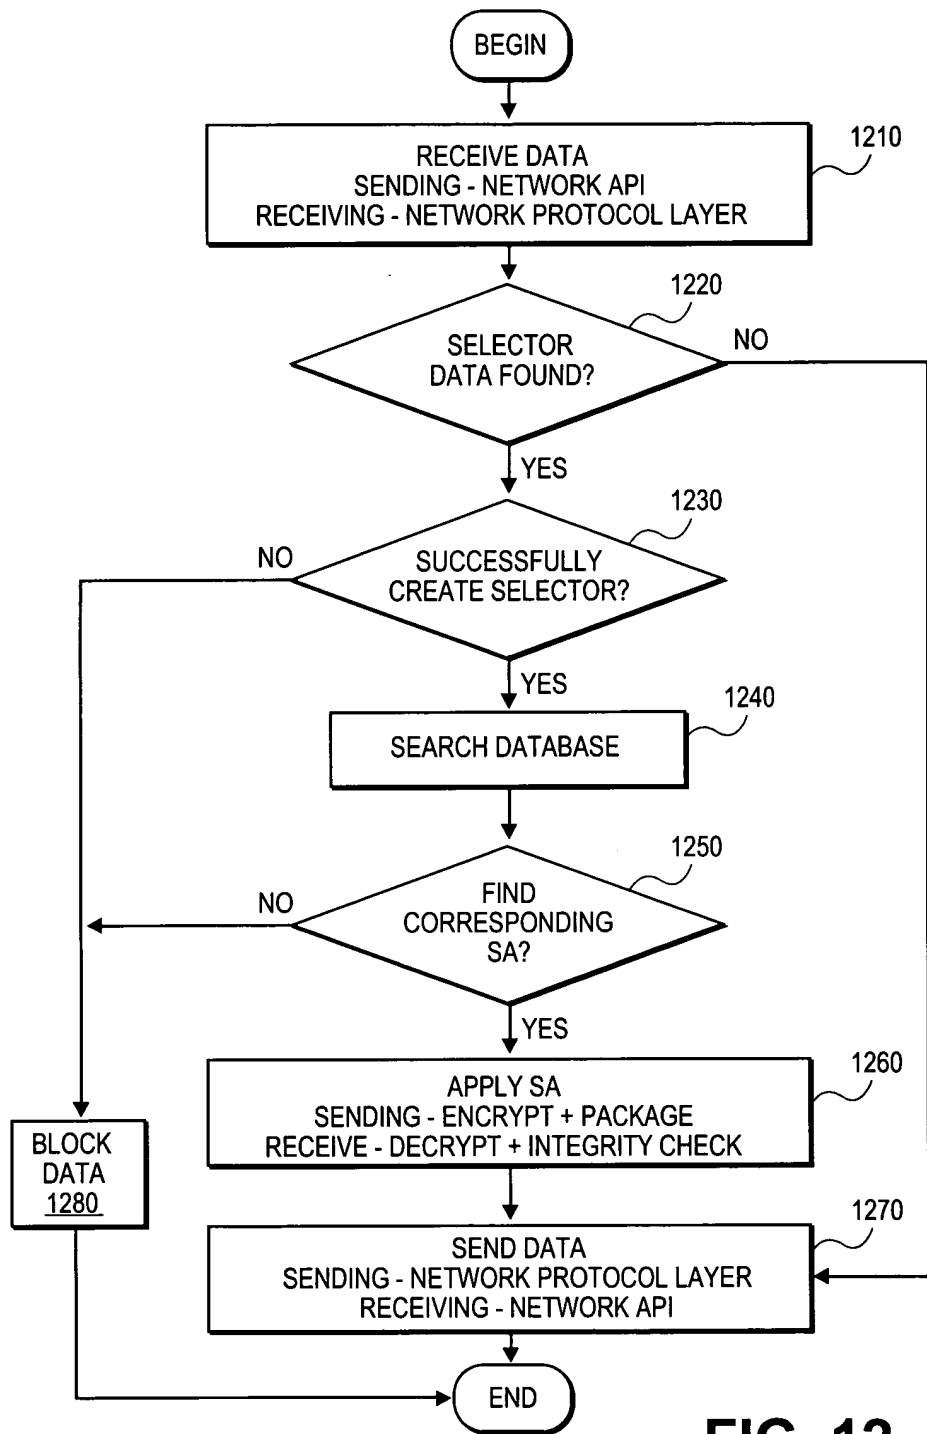 BEGIN
RECEIVE DATA
SENDING - NETWORK API
RECEIVING - NETWORK PROTOCOL LAYER
1210
SELECTOR
DATA FOUND?
1220
NO
YES
SUCCESSFULLY
CREATE SELECTOR?
1230
NO
YES
SEARCH DATABASE
1240
FIND
CORRESPONDING
SA?
1250
NO
YES
APPLY SA
SENDING - ENCRYPT + PACKAGE
RECEIVE - DECRYPT + INTEGRITY CHECK
1260
BLOCK
DATA
1280
SEND DATA
SENDING - NETWORK PROTOCOL LAYER
RECEIVING - NETWORK API
1270
END
FIG. 12